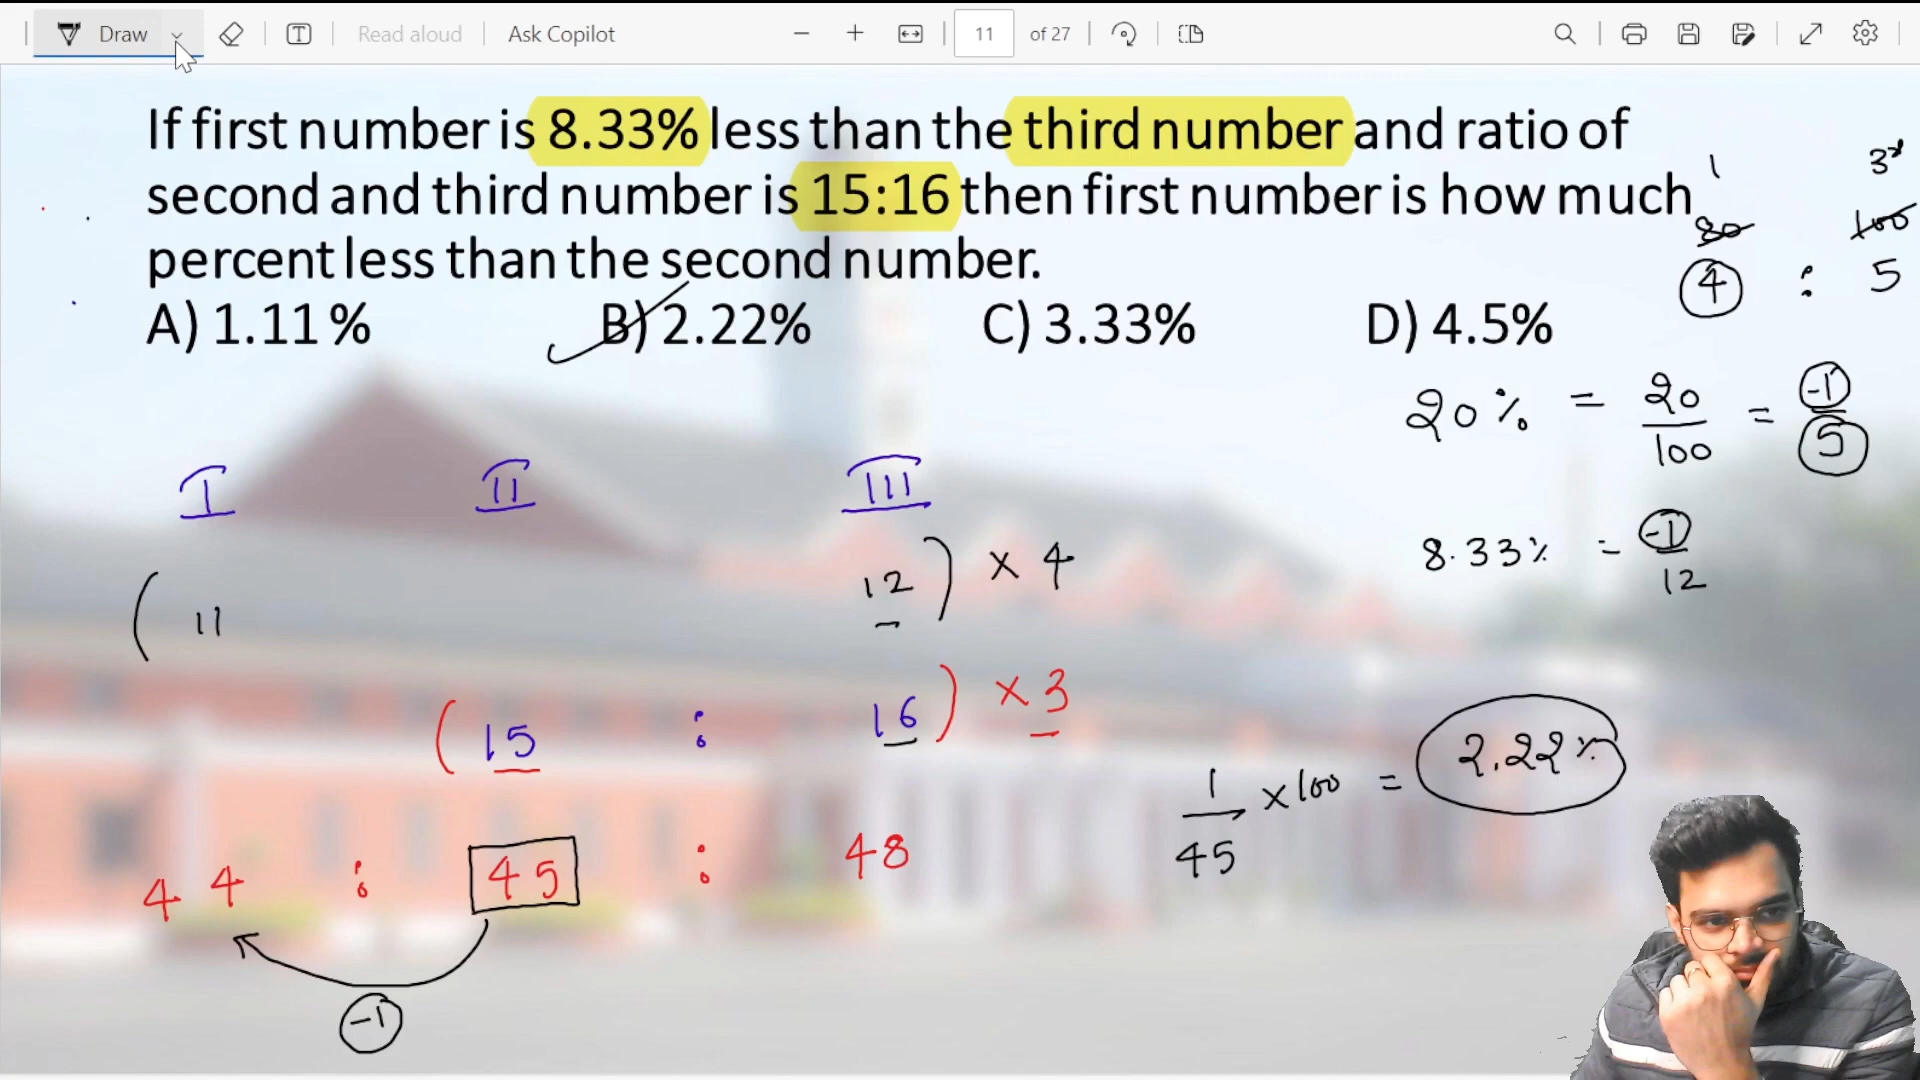 Draw Read aloud Ask Copilot 11 of 27
If first number is 8.33% less than the third number and ratio of
second and third number is 15:16 then first number is how much
percent less than the second number.
A) 1.11 % B) 2.22% C) 3.33% D) 4.5%
1
80 100
4 : 5
20% = 20/100 = -1/5
8.33% = -1/12
I II III
( 11 12 ) × 4
( 15 : 16 ) × 3
44 : 45 : 48
-1
1/45 ×100 = 2.22%